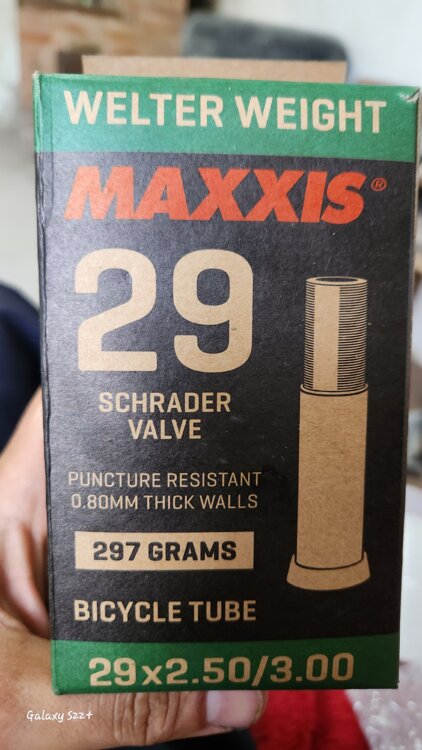 WELTER WEIGHT
MAXXIS®
29
SCHRADER
VALVE
PUNCTURE RESISTANT
0.80MM THICK WALLS
297 GRAMS
BICYCLE TUBE
29x2.50/3.00
Galaxy S22+